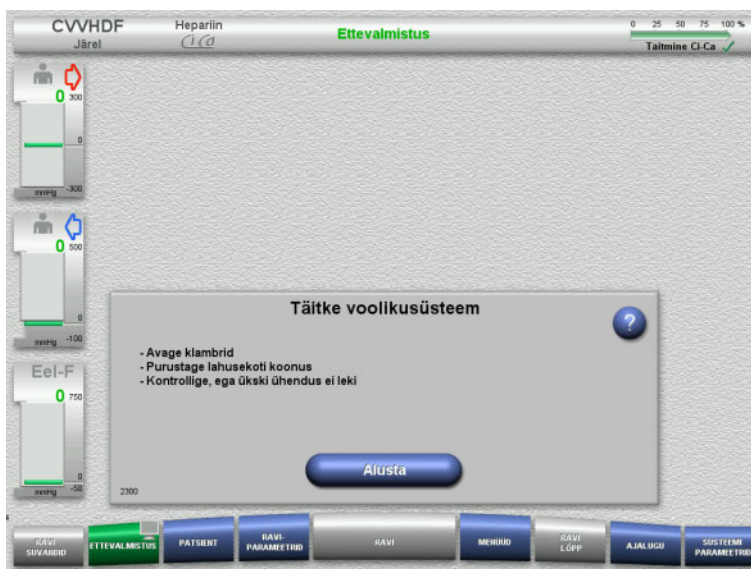 CVVHDF
Järel
Hepariin
Ci Ca
Ettevalmistus
0 25 50 75 100 %
Täitmine Ci-Ca
0
300
0
-300
mmHg
0
500
0
-100
mmHg
Eel-F
0
750
0
-50
mmHg
Täitke voolikusüsteem
?
- Avage klambrid
- Purustage lahusekoti koonus
- Kontrollige, ega ükski ühendus ei leki
Alusta
2300
RAVI
SUVANDID
ETTEVALMISTUS
PATSIENT
RAVI-
PARAMEETRID
RAVI
MENÜÜD
RAVI
LÕPP
AJALUGU
SÜSTEEMI
PARAMEETRID